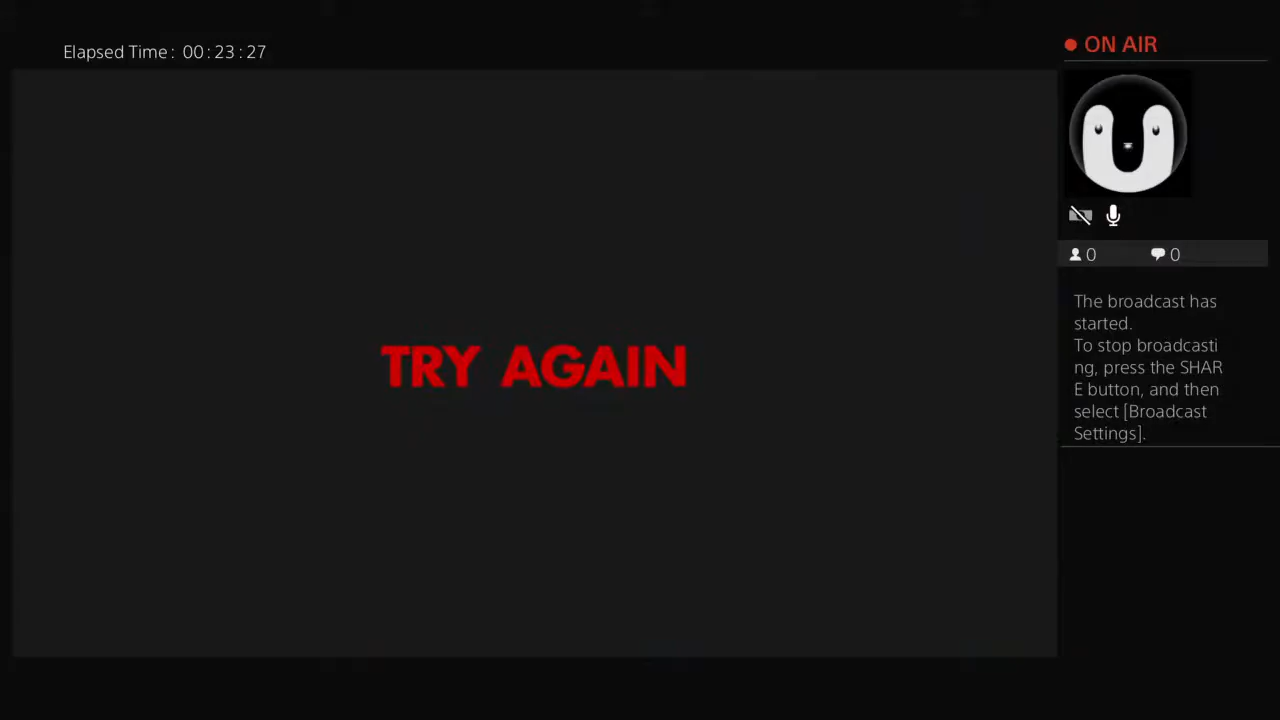 Elapsed Time: 00:23:27
ON AIR
0 0
The broadcast has
started.
To stop broadcasti
ng, press the SHAR
E button, and then
select [Broadcast
Settings].
TRY AGAIN